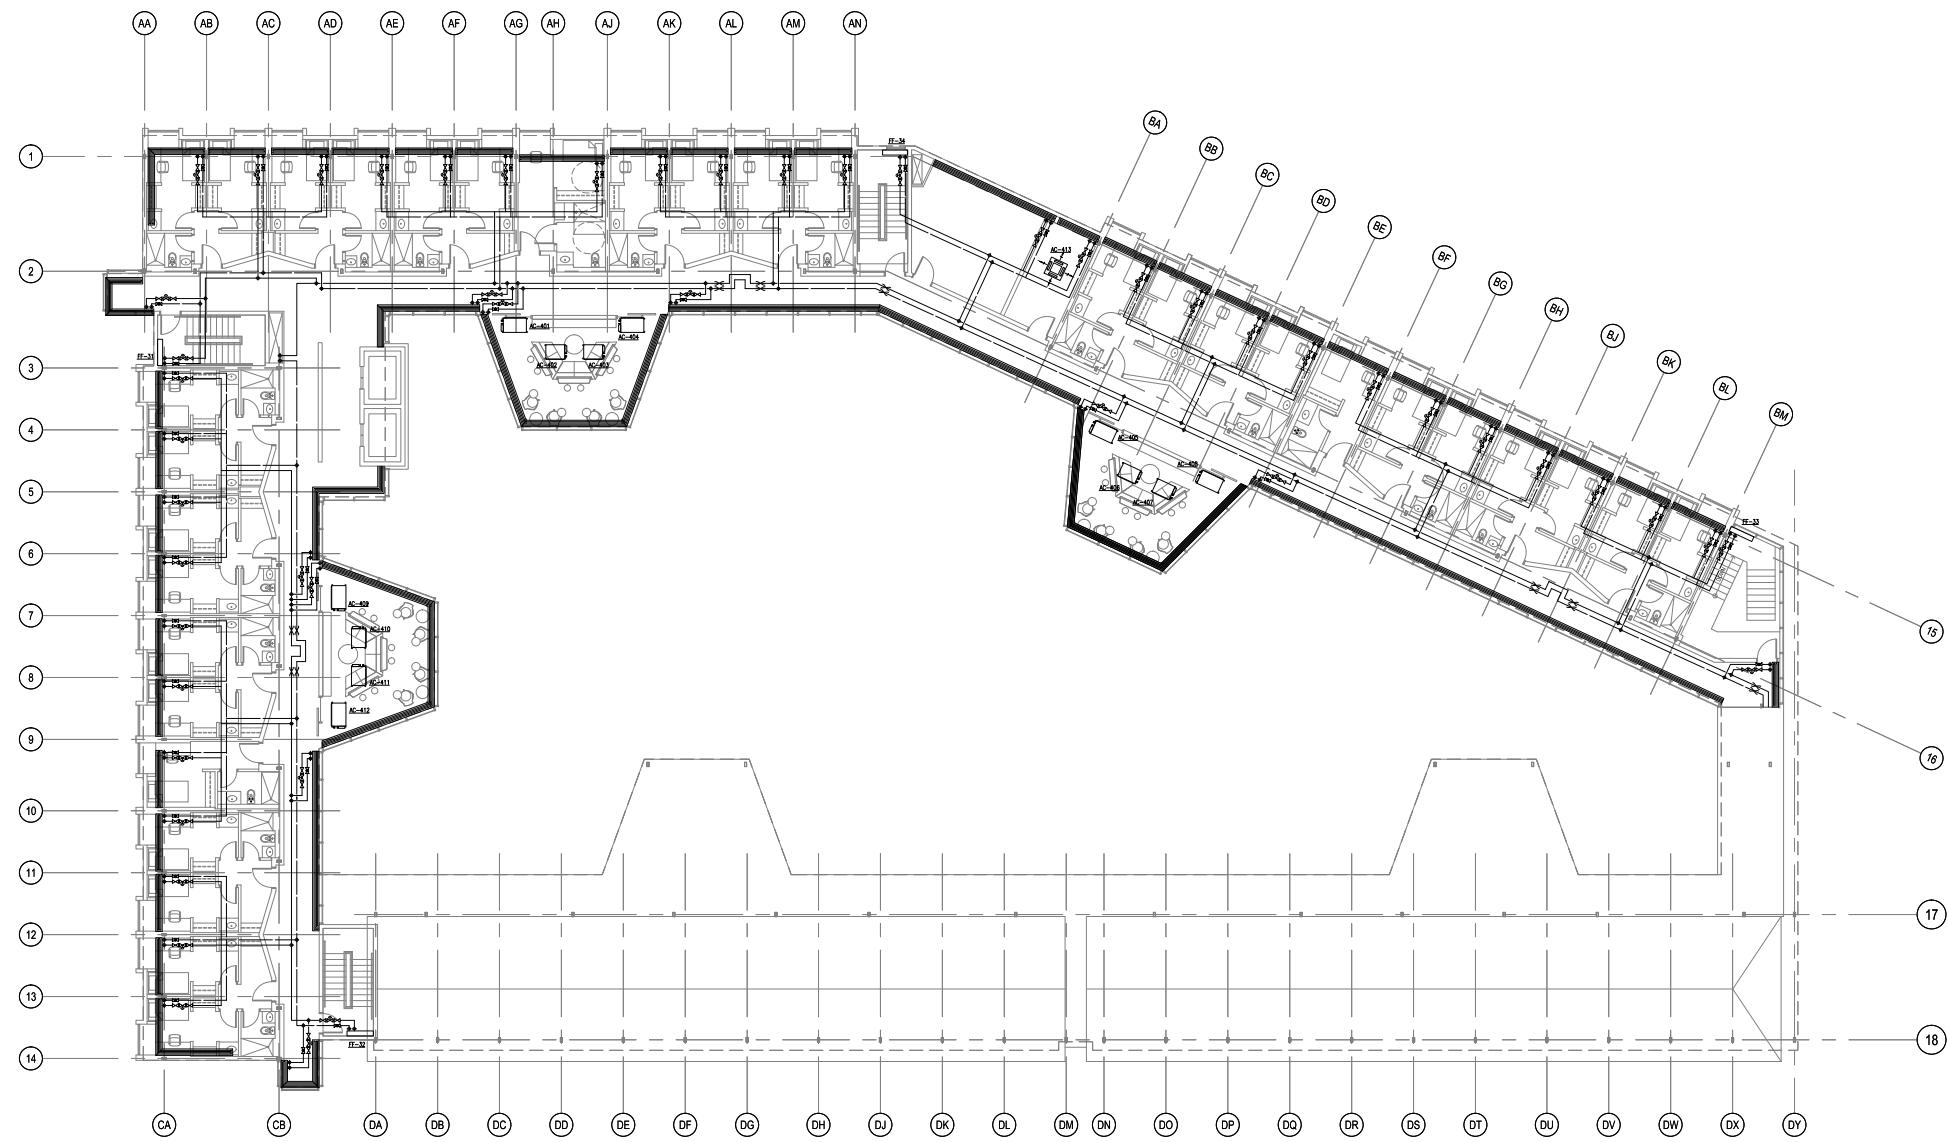 AA AB AC AD AE AF AG AH AJ AK AL AM AN
BA
BB
BC
BD
BE
BF
BG
BH
BJ
BK
BL
BM
1
FF-34
2
AC-413
AC-401
AC-404
AC-402
AC-403
FF-31
3
4
AC-405
AC-408
AC-406
AC-407
5
FF-33
6
AC-409
7
AC-410
15
8
AC-411
AC-412
9
16
10
11
17
12
13
FF-32
18
14
CA CB DA DB DC DD DE DF DG DH DJ DK DL DM DN DO DP DQ DR DS DT DU DV DW DX DY